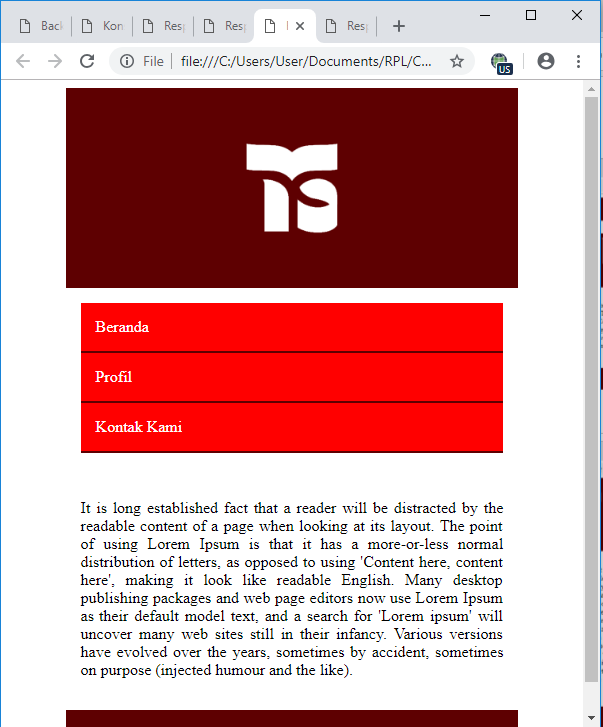 Back
Kon
Resp
Resp
Resp
File
file:///C:/Users/User/Documents/RPL/C...
US
Beranda
Profil
Kontak Kami
It is long established fact that a reader will be distracted by the
readable content of a page when looking at its layout. The point
of using Lorem Ipsum is that it has a more-or-less normal
distribution of letters, as opposed to using 'Content here, content
here', making it look like readable English. Many desktop
publishing packages and web page editors now use Lorem Ipsum
as their default model text, and a search for 'Lorem ipsum' will
uncover many web sites still in their infancy. Various versions
have evolved over the years, sometimes by accident, sometimes
on purpose (injected humour and the like).